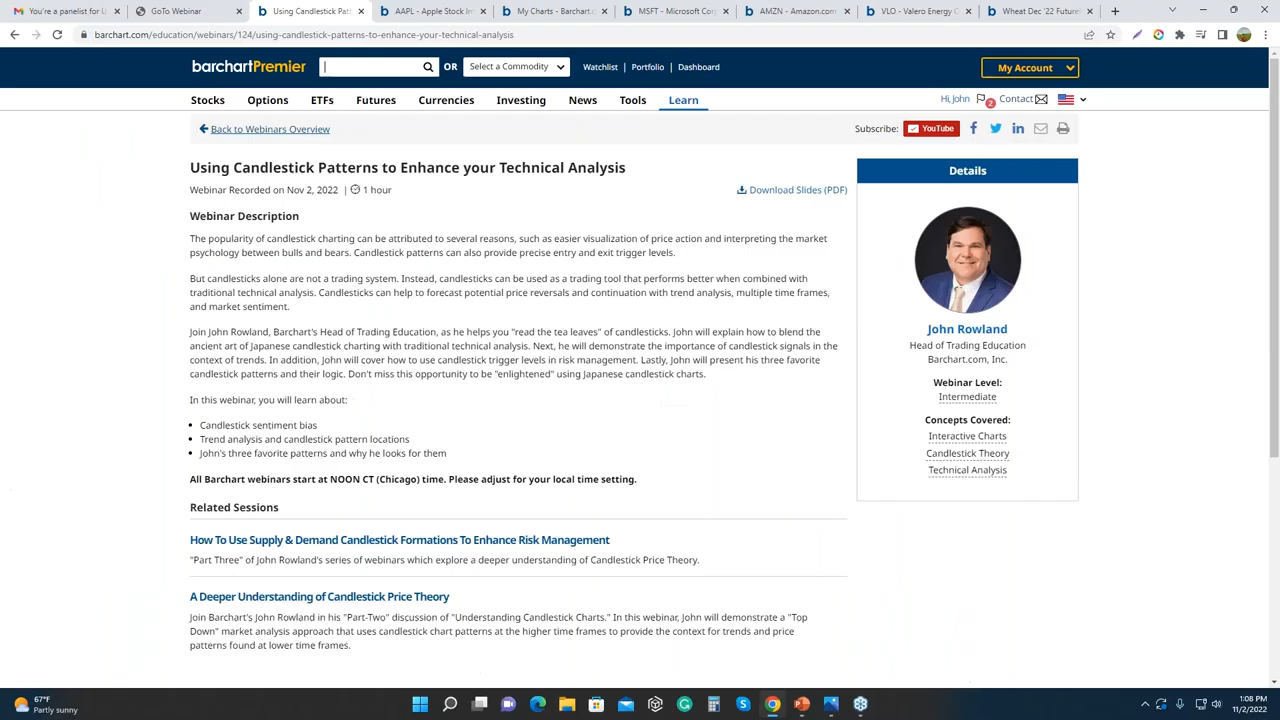 You're a panelist for U
GoTo Webinar
Using Candlestick Patt
AAPL - Apple Stock Int
My Charts - Barchart.c
MSFT - Microsoft Corp
AMZN - Amazon.com
VLO - Valero Energy C
Wheat Dec '22 Future
barchart.com/education/webinars/124/using-candlestick-patterns-to-enhance-your-technical-analysis
barchartPremier OR Select a Commodity Watchlist | Portfolio | Dashboard My Account
Stocks Options ETFs Futures Currencies Investing News Tools Learn Hi, John 2 Contact
Back to Webinars Overview Subscribe: YouTube
Using Candlestick Patterns to Enhance your Technical Analysis
Webinar Recorded on Nov 2, 2022 | 1 hour Download Slides (PDF)
Webinar Description
The popularity of candlestick charting can be attributed to several reasons, such as easier visualization of price action and interpreting the market
psychology between bulls and bears. Candlestick patterns can also provide precise entry and exit trigger levels.
But candlesticks alone are not a trading system. Instead, candlesticks can be used as a trading tool that performs better when combined with
traditional technical analysis. Candlesticks can help to forecast potential price reversals and continuation with trend analysis, multiple time frames,
and market sentiment.
Join John Rowland, Barchart's Head of Trading Education, as he helps you "read the tea leaves" of candlesticks. John will explain how to blend the
ancient art of Japanese candlestick charting with traditional technical analysis. Next, he will demonstrate the importance of candlestick signals in the
context of trends. In addition, John will cover how to use candlestick trigger levels in risk management. Lastly, John will present his three favorite
candlestick patterns and their logic. Don't miss this opportunity to be "enlightened" using Japanese candlestick charts.
In this webinar, you will learn about:
• Candlestick sentiment bias
• Trend analysis and candlestick pattern locations
• John's three favorite patterns and why he looks for them
All Barchart webinars start at NOON CT (Chicago) time. Please adjust for your local time setting.
Related Sessions
How To Use Supply & Demand Candlestick Formations To Enhance Risk Management
"Part Three" of John Rowland's series of webinars which explore a deeper understanding of Candlestick Price Theory.
A Deeper Understanding of Candlestick Price Theory
Join Barchart's John Rowland in his "Part-Two" discussion of "Understanding Candlestick Charts." In this webinar, John will demonstrate a "Top
Down" market analysis approach that uses candlestick chart patterns at the higher time frames to provide the context for trends and price
patterns found at lower time frames.
Details
John Rowland
Head of Trading Education
Barchart.com, Inc.
Webinar Level:
Intermediate
Concepts Covered:
Interactive Charts
Candlestick Theory
Technical Analysis
67°F
Partly sunny
1:08 PM
11/2/2022